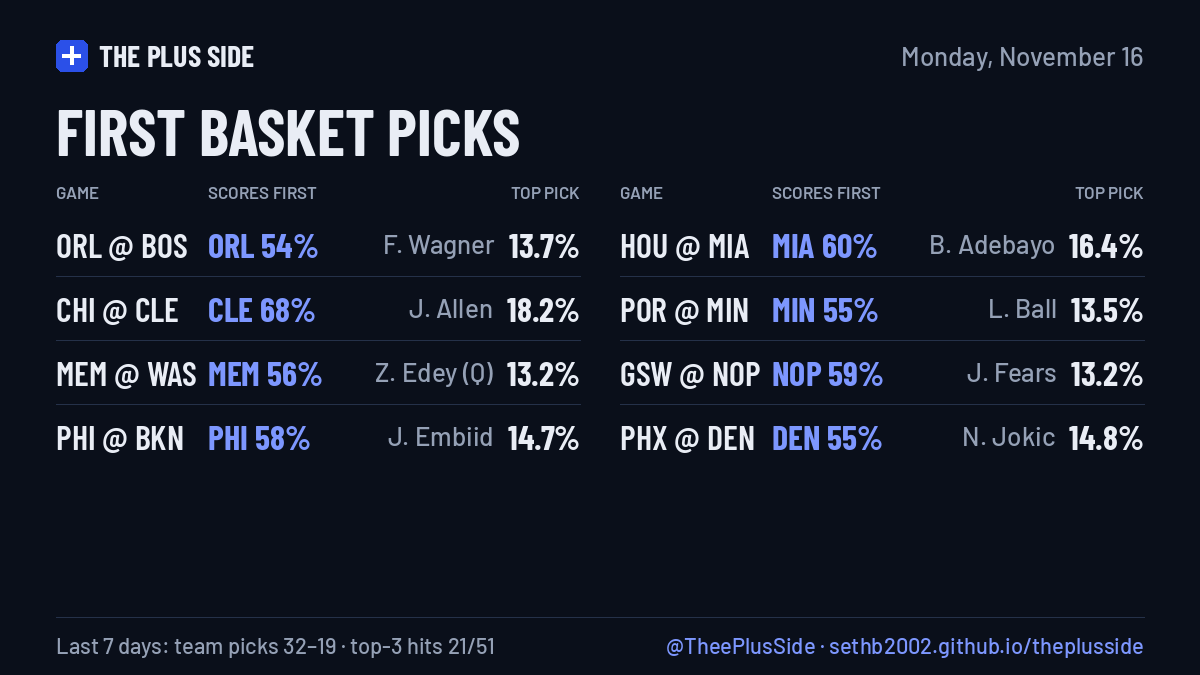 THE PLUS SIDE
Monday, November 16
FIRST BASKET PICKS
GAME SCORES FIRST TOP PICK
ORL @ BOS ORL 54% F. Wagner 13.7%
CHI @ CLE CLE 68% J. Allen 18.2%
MEM @ WAS MEM 56% Z. Edey (Q) 13.2%
PHI @ BKN PHI 58% J. Embiid 14.7%
GAME SCORES FIRST TOP PICK
HOU @ MIA MIA 60% B. Adebayo 16.4%
POR @ MIN MIN 55% L. Ball 13.5%
GSW @ NOP NOP 59% J. Fears 13.2%
PHX @ DEN DEN 55% N. Jokic 14.8%
Last 7 days: team picks 32–19 · top-3 hits 21/51
@TheePlusSide · sethb2002.github.io/theplusside